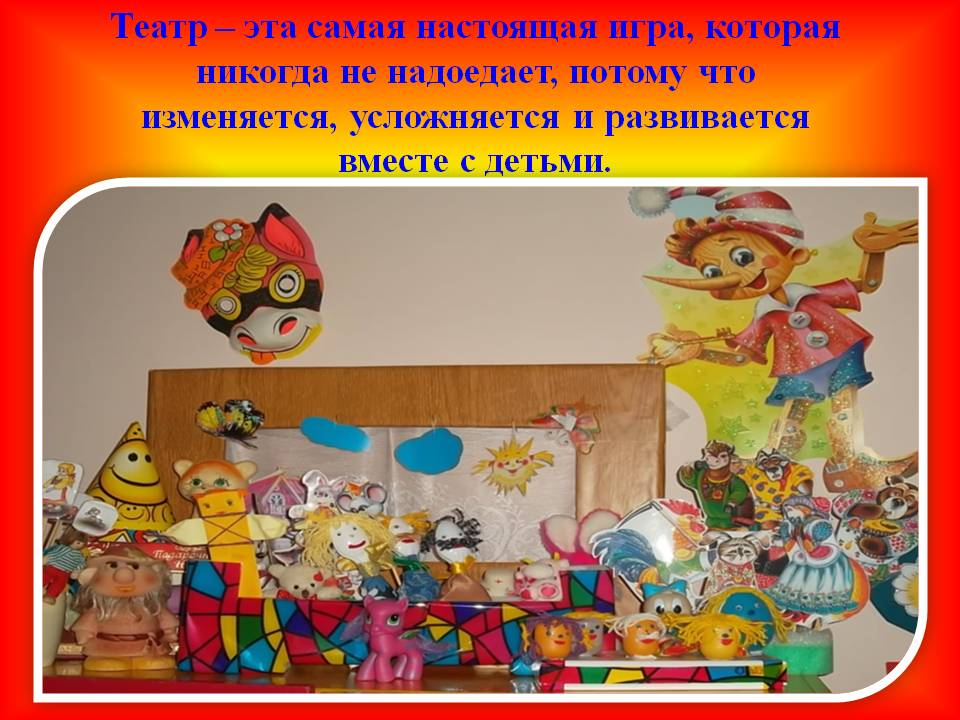 Театр – эта самая настоящая игра, которая
никогда не надоедает, потому что
изменяется, усложняется и развивается
вместе с детьми.